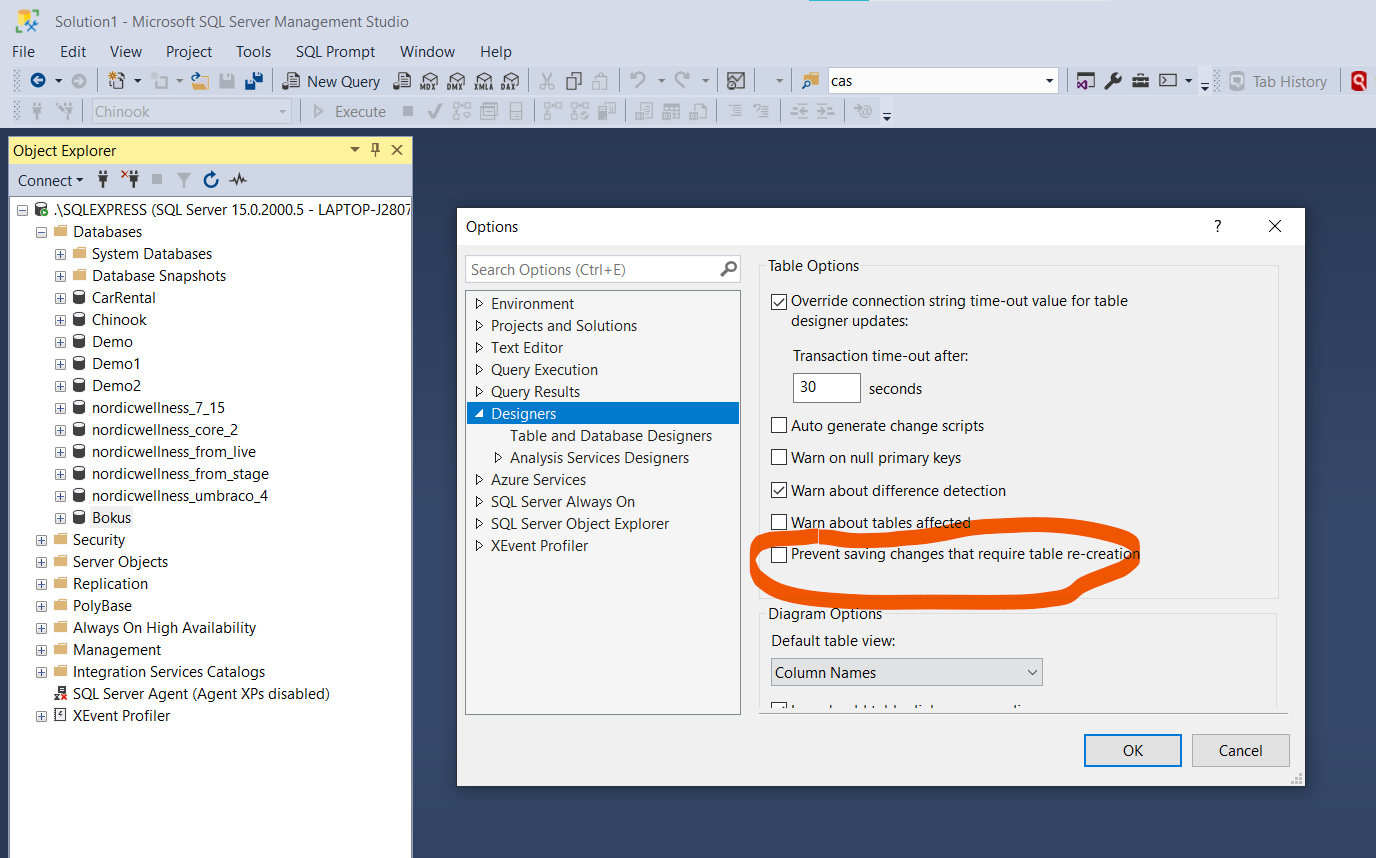 Solution1 - Microsoft SQL Server Management Studio
File Edit View Project Tools SQL Prompt Window Help
New Query MDX DMX XMLA DAX cas Tab History
Chinook Execute
Object Explorer
Connect
.\SQLEXPRESS (SQL Server 15.0.2000.5 - LAPTOP-J2807
Databases
System Databases
Database Snapshots
CarRental
Chinook
Demo
Demo1
Demo2
nordicwellness_7_15
nordicwellness_core_2
nordicwellness_from_live
nordicwellness_from_stage
nordicwellness_umbraco_4
Bokus
Security
Server Objects
Replication
PolyBase
Always On High Availability
Management
Integration Services Catalogs
SQL Server Agent (Agent XPs disabled)
XEvent Profiler
Options ?
Search Options (Ctrl+E)
Environment
Projects and Solutions
Text Editor
Query Execution
Query Results
Designers
Table and Database Designers
Analysis Services Designers
Azure Services
SQL Server Always On
SQL Server Object Explorer
XEvent Profiler
Table Options
Override connection string time-out value for table
designer updates:
Transaction time-out after:
30 seconds
Auto generate change scripts
Warn on null primary keys
Warn about difference detection
Warn about tables affected
Prevent saving changes that require table re-creation
Diagram Options
Default table view:
Column Names
OK Cancel